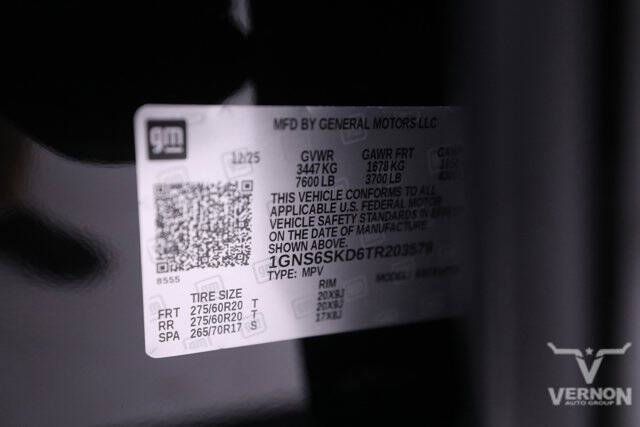 gm
MFD BY GENERAL MOTORS LLC
12/25 GVWR GAWR FRT
3447 KG 1678 KG
7600 LB 3700 LB
THIS VEHICLE CONFORMS TO ALL
APPLICABLE U.S. FEDERAL MOTOR
VEHICLE SAFETY STANDARDS IN
ON THE DATE OF MANUFACTURE
SHOWN ABOVE.
1GNS6SKD6TR203579
8555 TYPE: MPV
TIRE SIZE RIM
FRT 275/60R20 T 20X9J
RR 275/60R20 T 20X9J
SPA 265/70R17 S 17X8J
VERNON
AUTO GROUP